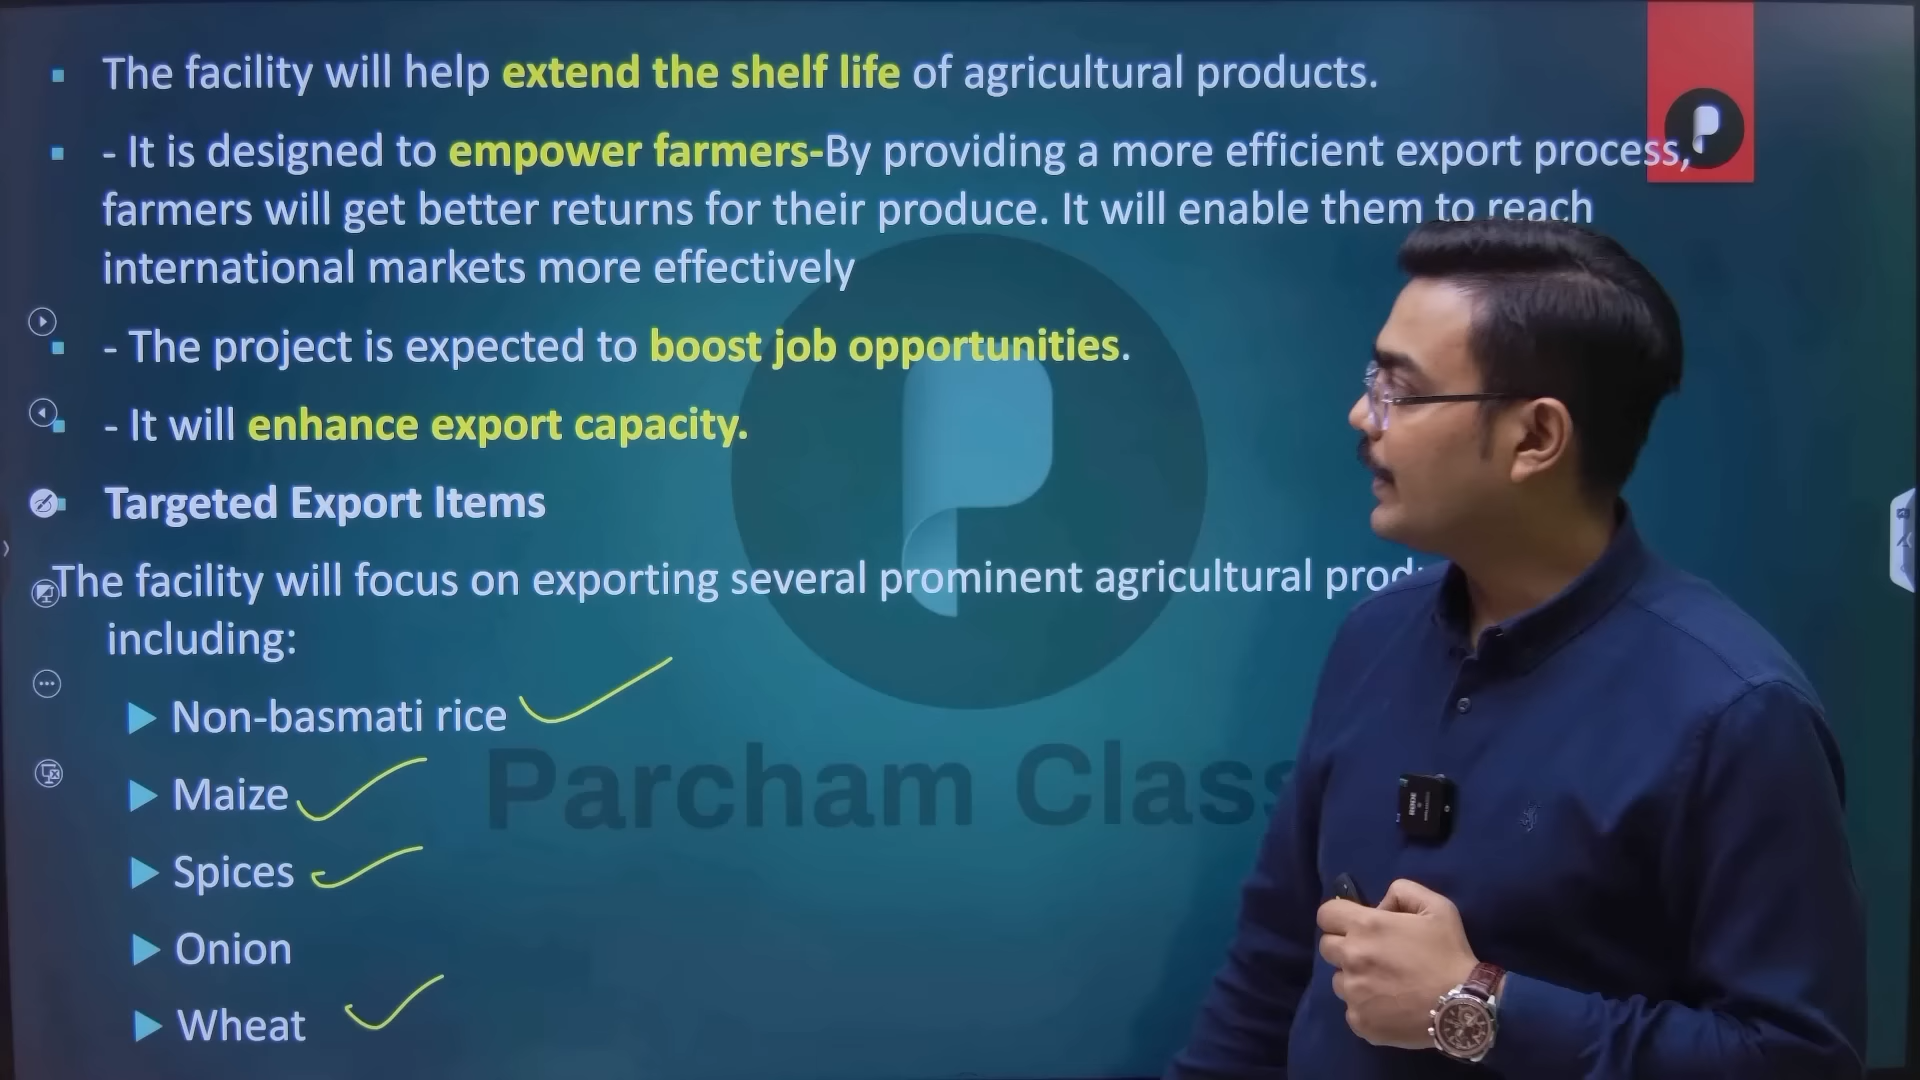 The facility will help extend the shelf life of agricultural products.
- It is designed to empower farmers-By providing a more efficient export process,
farmers will get better returns for their produce. It will enable them to reach
international markets more effectively
- The project is expected to boost job opportunities.
- It will enhance export capacity.
Targeted Export Items
The facility will focus on exporting several prominent agricultural
including:
Non-basmati rice
Maize
Spices
Onion
Wheat
Parcham Class
RODE